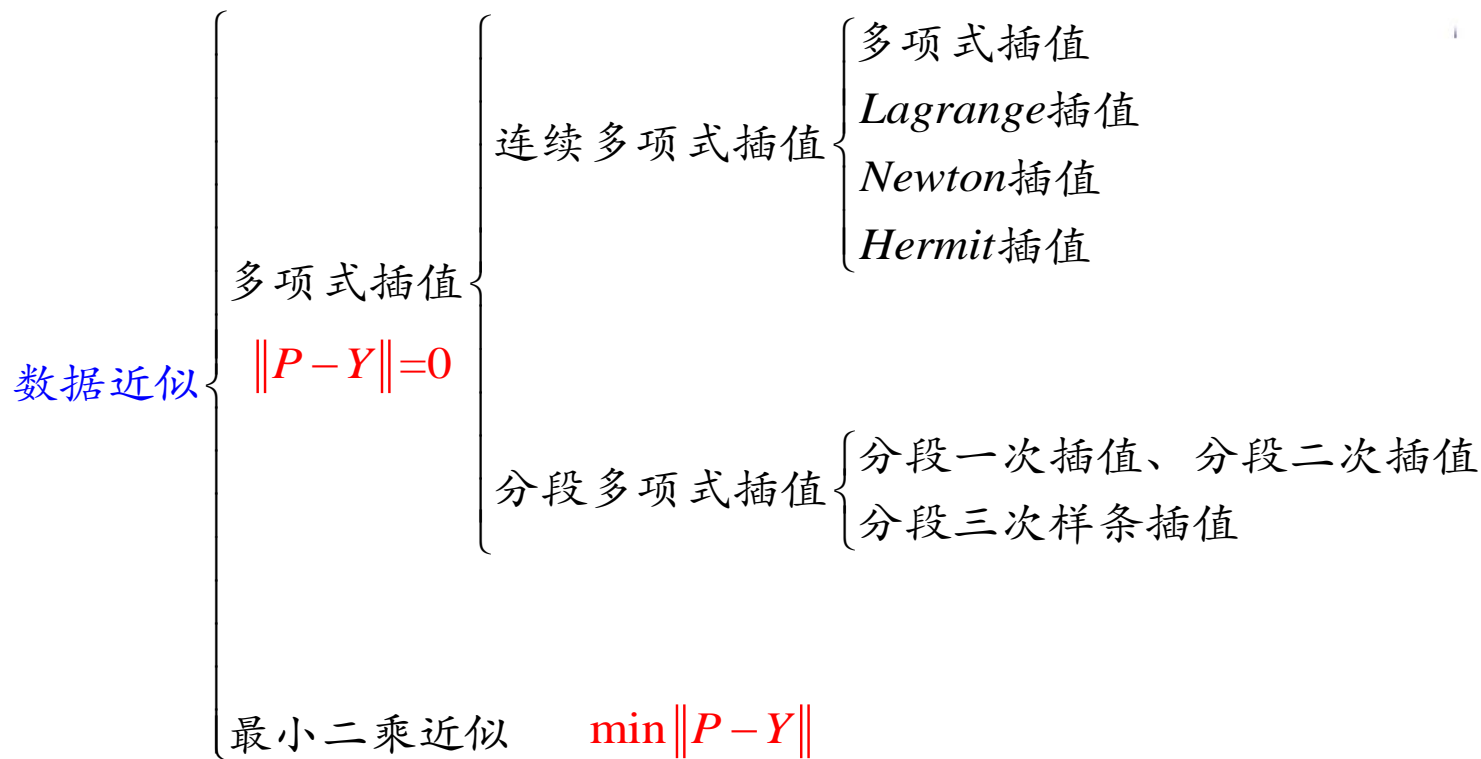 数据近似
多项式插值
‖P – Y‖=0
连续多项式插值
多项式插值
Lagrange插值
Newton插值
Hermit插值
分段多项式插值
分段一次插值、分段二次插值
分段三次样条插值
最小二乘近似 min‖P – Y‖